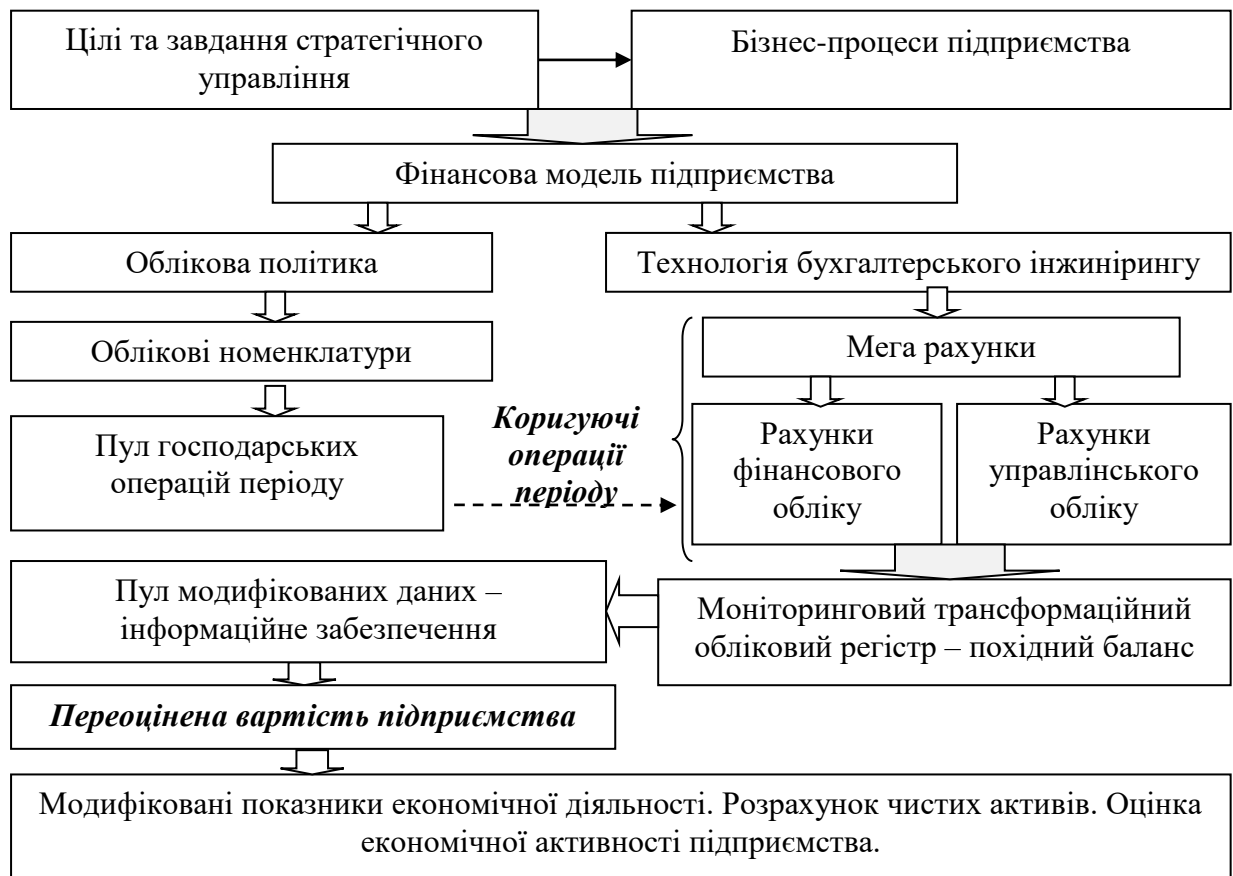 Цілі та завдання стратегічного
управління
Бізнес-процеси підприємства
Фінансова модель підприємства
Облікова політика
Технологія бухгалтерського інжинірингу
Облікові номенклатури
Мега рахунки
Пул господарських
операцій періоду
Коригуючі
операції
періоду
Рахунки
фінансового
обліку
Рахунки
управлінського
обліку
Пул модифікованих даних –
інформаційне забезпечення
Моніторинговий трансформаційний
обліковий регістр – похідний баланс
Переоцінена вартість підприємства
Модифіковані показники економічної діяльності. Розрахунок чистих активів. Оцінка
економічної активності підприємства.